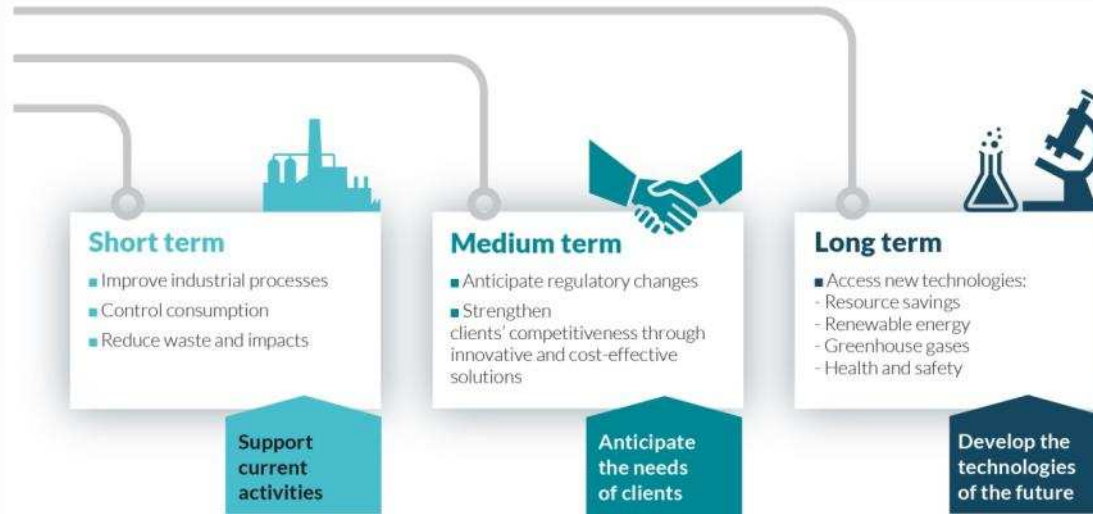 Short term
■ Improve industrial processes
■ Control consumption
■ Reduce waste and impacts
Support
current
activities
Medium term
■ Anticipate regulatory changes
■ Strengthen
clients' competitiveness through
innovative and cost-effective
solutions
Anticipate
the needs
of clients
Long term
■ Access new technologies:
- Resource savings
- Renewable energy
- Greenhouse gases
- Health and safety
Develop the
technologies
of the future